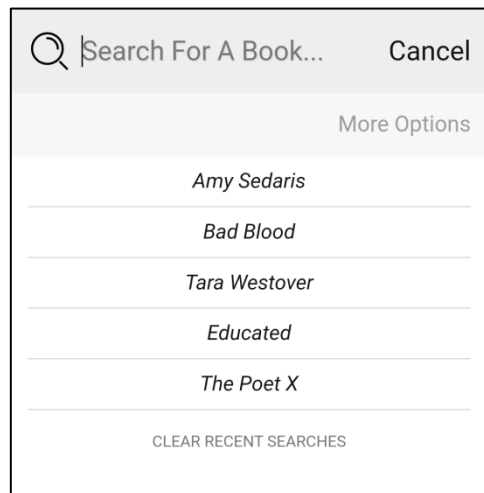 Search For A Book... Cancel
More Options
Amy Sedaris
Bad Blood
Tara Westover
Educated
The Poet X
CLEAR RECENT SEARCHES